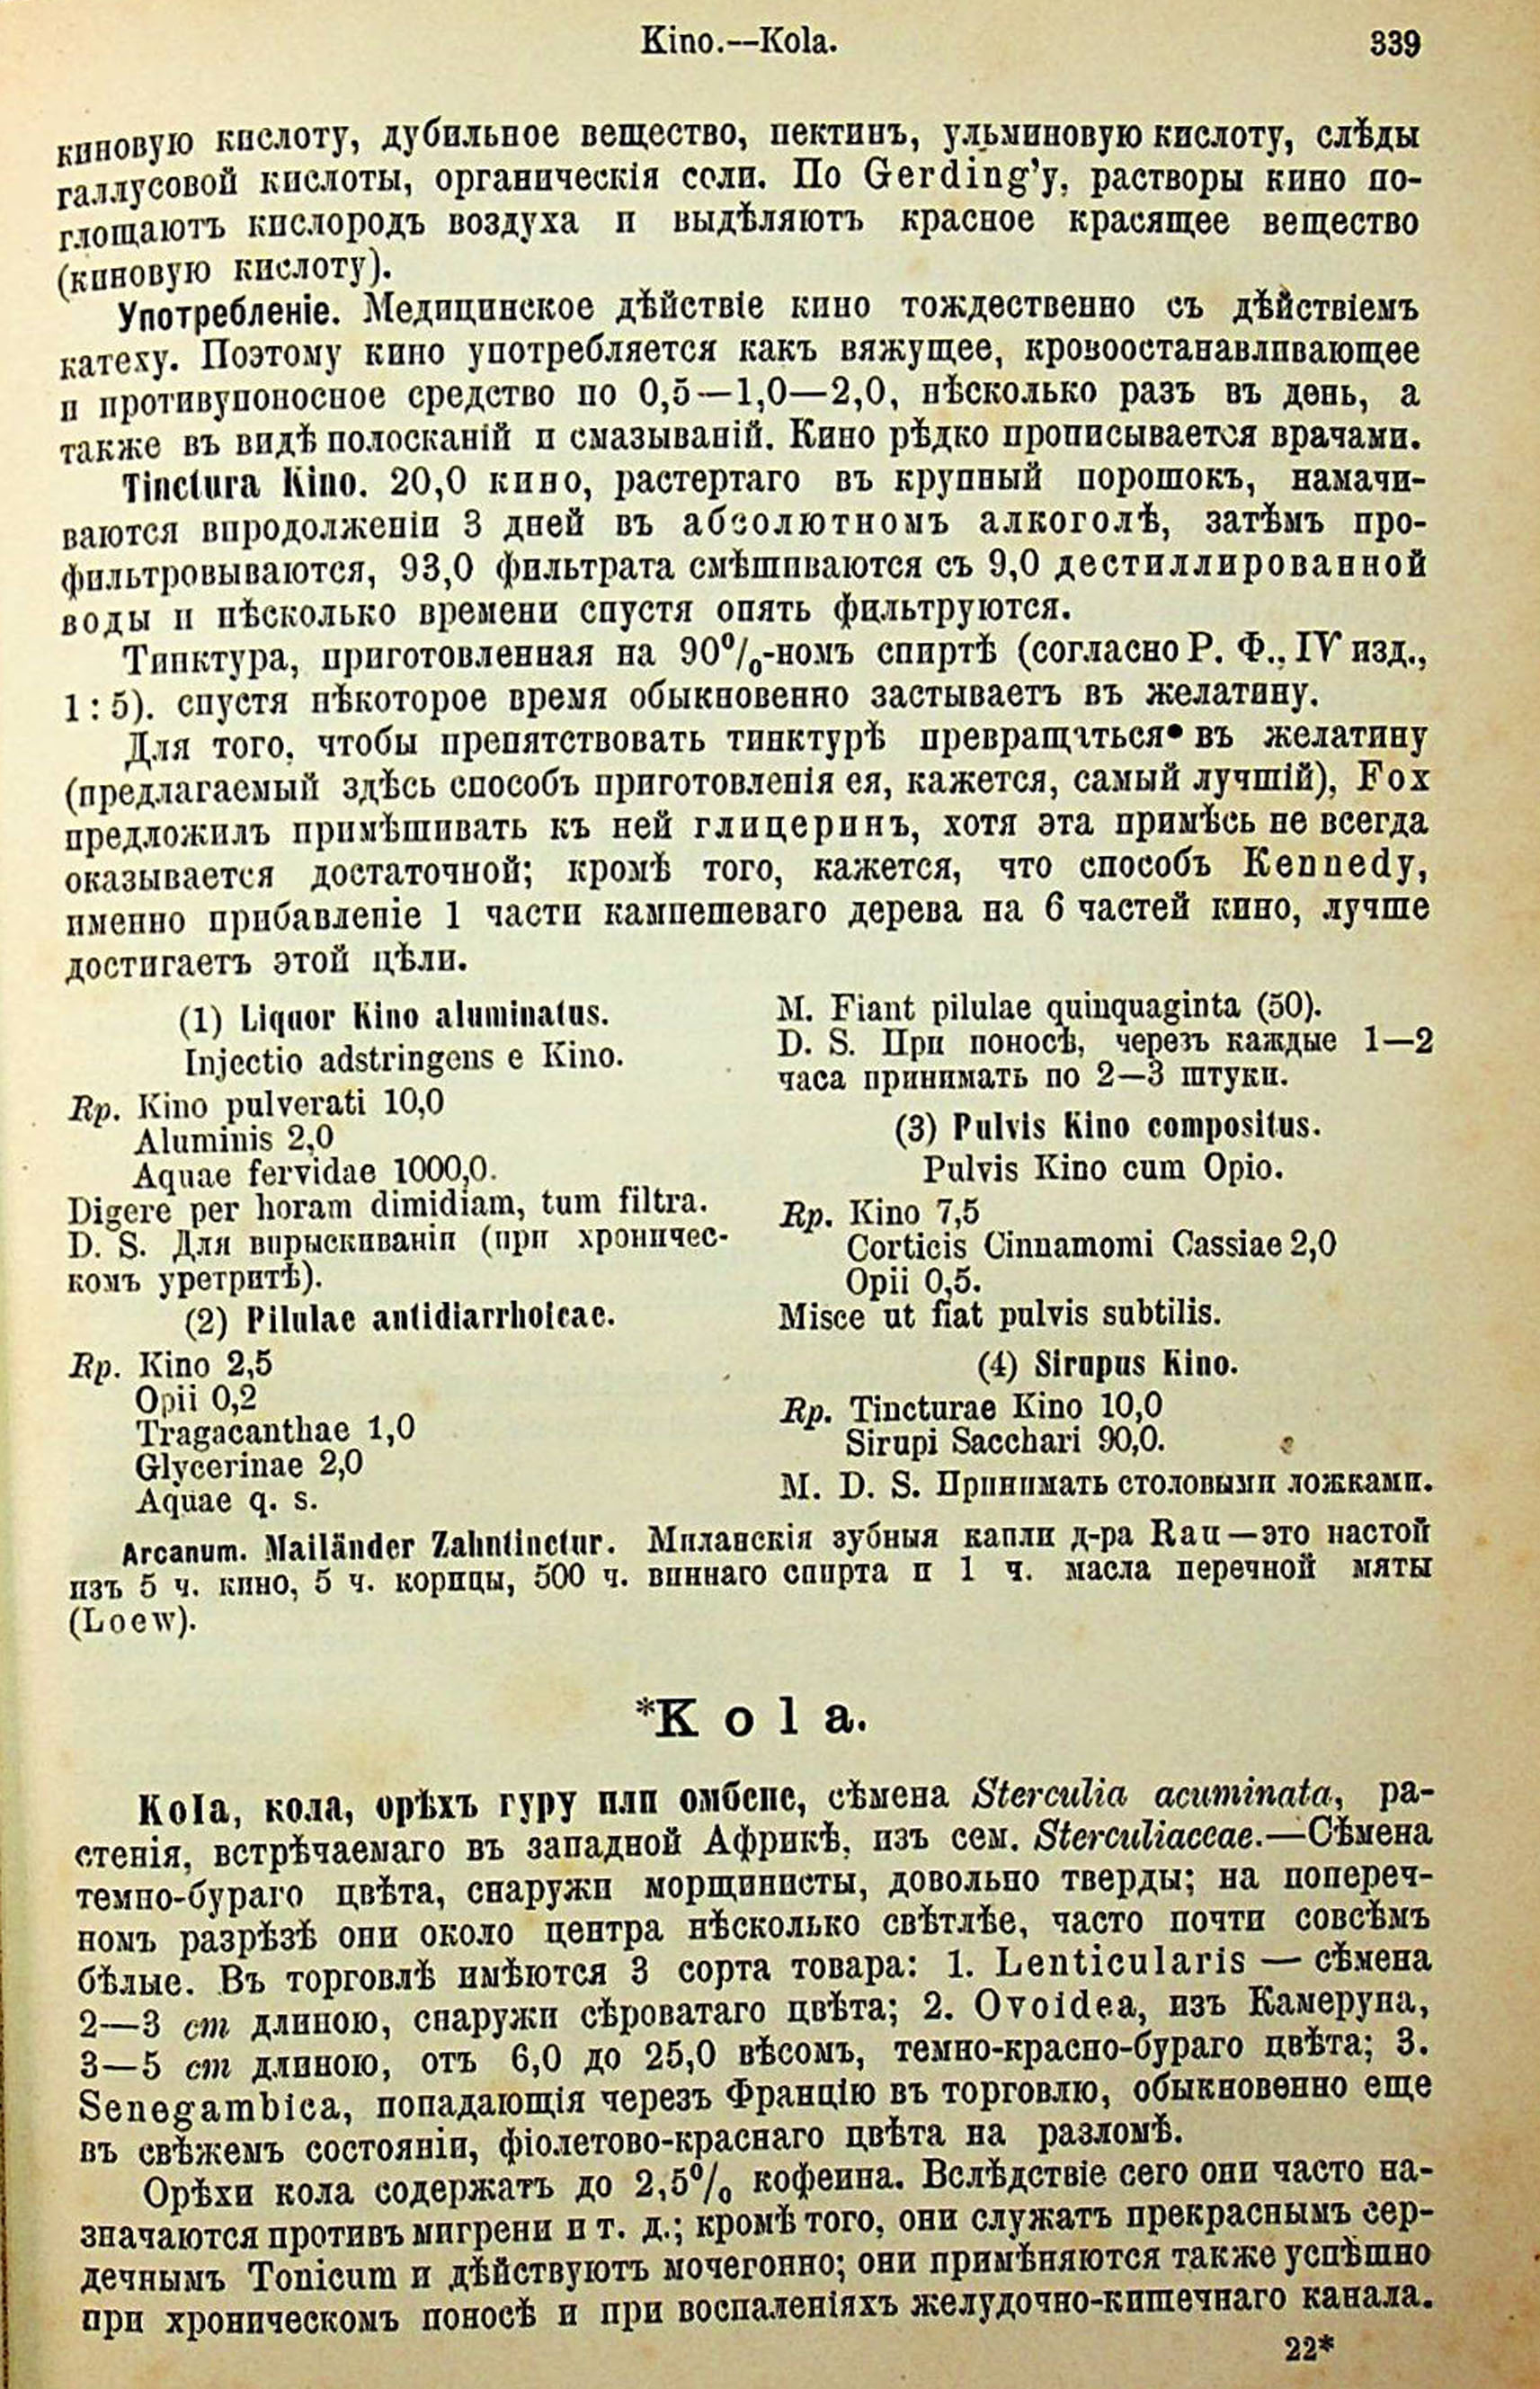 Kino.—Kola.
339
киновую кислоту, дубильное вещество, пектинъ, ульминовую кислоту, слѣды
галлусовой кислоты, органическія соли. По Gerding’у, растворы кино по-
глощаютъ кислородъ воздуха и выдѣляютъ красное красящее вещество
(киновую кислоту).
Употребленіе. Медицинское дѣйствіе кино тождественно съ дѣйствіемъ
катеху. Поэтому кино употребляется какъ вяжущее, кровоостанавливающее
и противупоносное средство по 0,5—1,0—2,0, нѣсколько разъ въ день, а
также въ видѣ полосканій и смазываній. Кино рѣдко прописывается врачами.
Tinctura Kino. 20,0 кино, растертаго въ крупный порошокъ, намачи-
ваются впродолженіи 3 дней въ абсолютномъ алкоголѣ, затѣмъ про-
фильтровываются, 93,0 фильтрата смѣшиваются съ 9,0 дестиллированной
воды и нѣсколько времени спустя опять фильтруются.
Тинктура, приготовленная на 90%-номъ спиртѣ (согласно Р. Ф., IV изд.,
1:5). спустя нѣкоторое время обыкновенно застываетъ въ желатину.
Для того, чтобы препятствовать тинктурѣ превращаться въ желатину
(предлагаемый здѣсь способъ приготовленія ея, кажется, самый лучшій), Fox
предложилъ примѣшивать къ ней глицеринъ, хотя эта примѣсь не всегда
оказывается достаточной; кромѣ того, кажется, что способъ Kennedy,
именно прибавленіе 1 части кампешеваго дерева на 6 частей кино, лучше
достигаетъ этой цѣли.
(1) Liquor Kino aluminatus.
Injectio adstringens e Kino.
Rp. Kino pulverati 10,0
Aluminis 2,0
Aquae fervidae 1000,0.
Digere per horam dimidiam, tum filtra.
D. S. Для впрыскиваніи (при хроничес-
комъ уретритѣ).
(2) Pilulae antidiarrhoicae.
Rp. Kino 2,5
Opii 0,2
Tragacanthae 1,0
Glycerinae 2,0
Aquae q. s.
M. Fiant pilulae quinquaginta (50).
D. S. При поносѣ, черезъ каждые 1—2
часа принимать по 2—3 штуки.
(3) Pulvis Kino compositus.
Pulvis Kino cum Opio.
Rp. Kino 7,5
Corticis Cinnamomi Cassiae 2,0
Opii 0,5.
Misce ut fiat pulvis subtilis.
(4) Sirupus Kino.
Rp. Tincturae Kino 10,0
Sirupi Sacchari 90,0.
M. D. S. Принимать столовыми ложками.
Arcanum. Mailänder Zahntinctur. Миланскія зубныя капли д-ра Rau—это настой
изъ 5 ч. кино, 5 ч. корицы, 500 ч. виннаго спирта и 1 ч. масла перечной мяты
(Loew).
*Kola.
Kola, кола, орѣхъ гуру или омбене, сѣмена Sterculia acuminata, ра-
стенія, встрѣчаемаго въ западной Африкѣ, изъ сем. Sterculiaceae.—Сѣмена
темно-бураго цвѣта, снаружи морщинисты, довольно тверды; на попереч-
номъ разрѣзѣ они около центра нѣсколько свѣтлѣе, часто почти совсѣмъ
бѣлые. Въ торговлѣ имѣются 3 сорта товара: 1. Lenticularis — сѣмена
2—3 cm длиною, снаружи сѣроватаго цвѣта; 2. Ovoidea, изъ Камеруна,
3—5 cm длиною, отъ 6,0 до 25,0 вѣсомъ, темно-красно-бураго цвѣта; 3.
Senegambica, попадающія черезъ Францію въ торговлю, обыкновенно еще
въ свѣжемъ состояніи, фіолетово-краснаго цвѣта на разломѣ.
Орѣхи кола содержатъ до 2,5% кофеина. Вслѣдствіе сего они часто на-
значаются противъ мигрени и т. д.; кромѣ того, они служатъ прекраснымъ сер-
дечнымъ Tonicum и дѣйствуютъ мочегонно; они примѣняются также успѣшно
при хроническомъ поносѣ и при воспаленіяхъ желудочно-кишечнаго канала.
22*